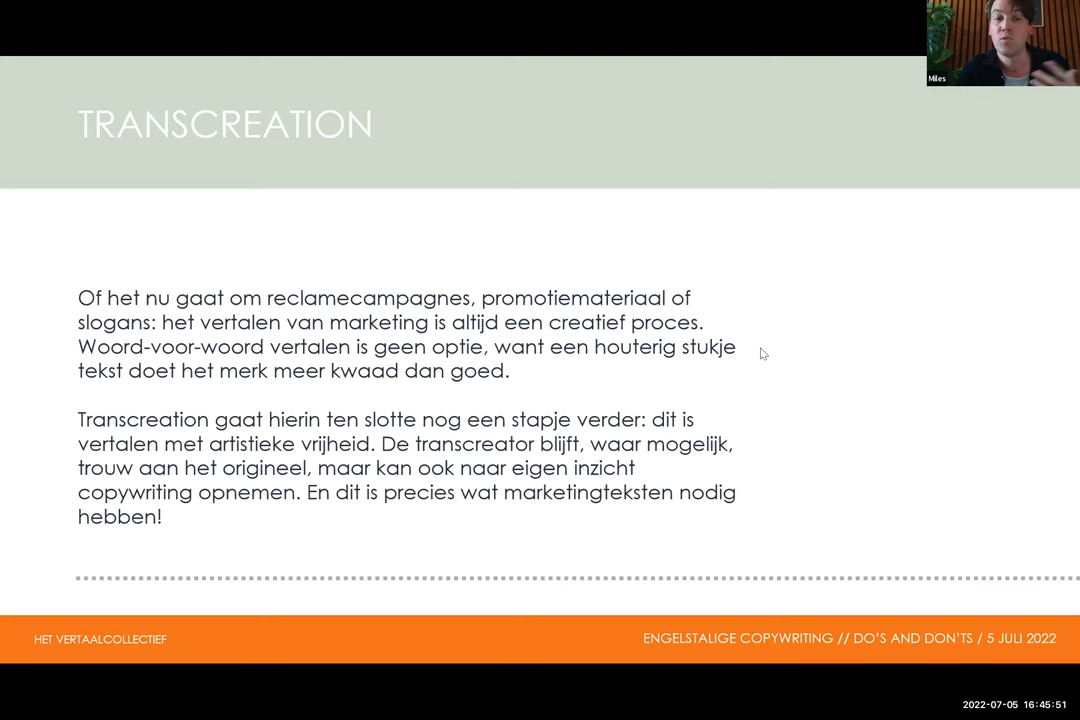 Miles
TRANSCREATION
Of het nu gaat om reclamecampagnes, promotiemateriaal of
slogans: het vertalen van marketing is altijd een creatief proces.
Woord-voor-woord vertalen is geen optie, want een houterig stukje
tekst doet het merk meer kwaad dan goed.
Transcreation gaat hierin ten slotte nog een stapje verder: dit is
vertalen met artistieke vrijheid. De transcreator blijft, waar mogelijk,
trouw aan het origineel, maar kan ook naar eigen inzicht
copywriting opnemen. En dit is precies wat marketingteksten nodig
hebben!
HET VERTAALCOLLECTIEF
ENGELSTALIGE COPYWRITING // DO'S AND DON'TS / 5 JULI 2022
2022-07-05 16:45:51